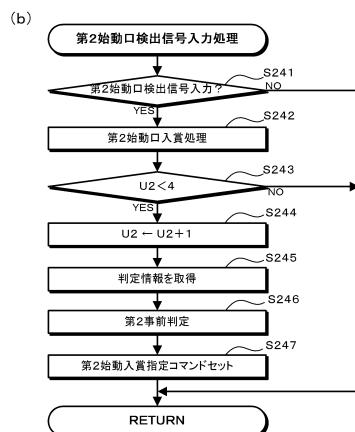 (b)
第2始動口検出信号入力処理
S241
第2始動口検出信号入力?
NO
YES
S242
第2始動口入賞処理
S243
U2<4
NO
YES
S244
U2 ← U2+1
S245
判定情報を取得
S246
第2事前判定
S247
第2始動入賞指定コマンドセット
RETURN